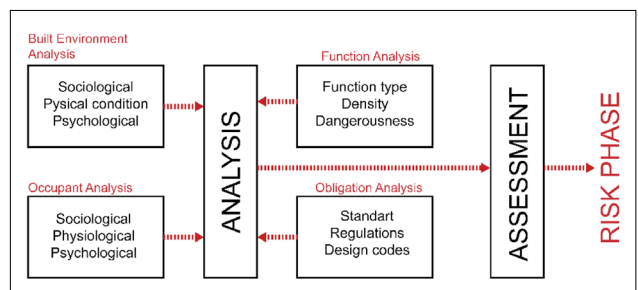 Built Environment
Analysis
Sociological
Pysical condition
Psychological
Occupant Analysis
Sociological
Physiological
Psychological
ANALYSIS
Function Analysis
Function type
Density
Dangerousness
Obligation Analysis
Standart
Regulations
Design codes
ASSESSMENT
RISK PHASE